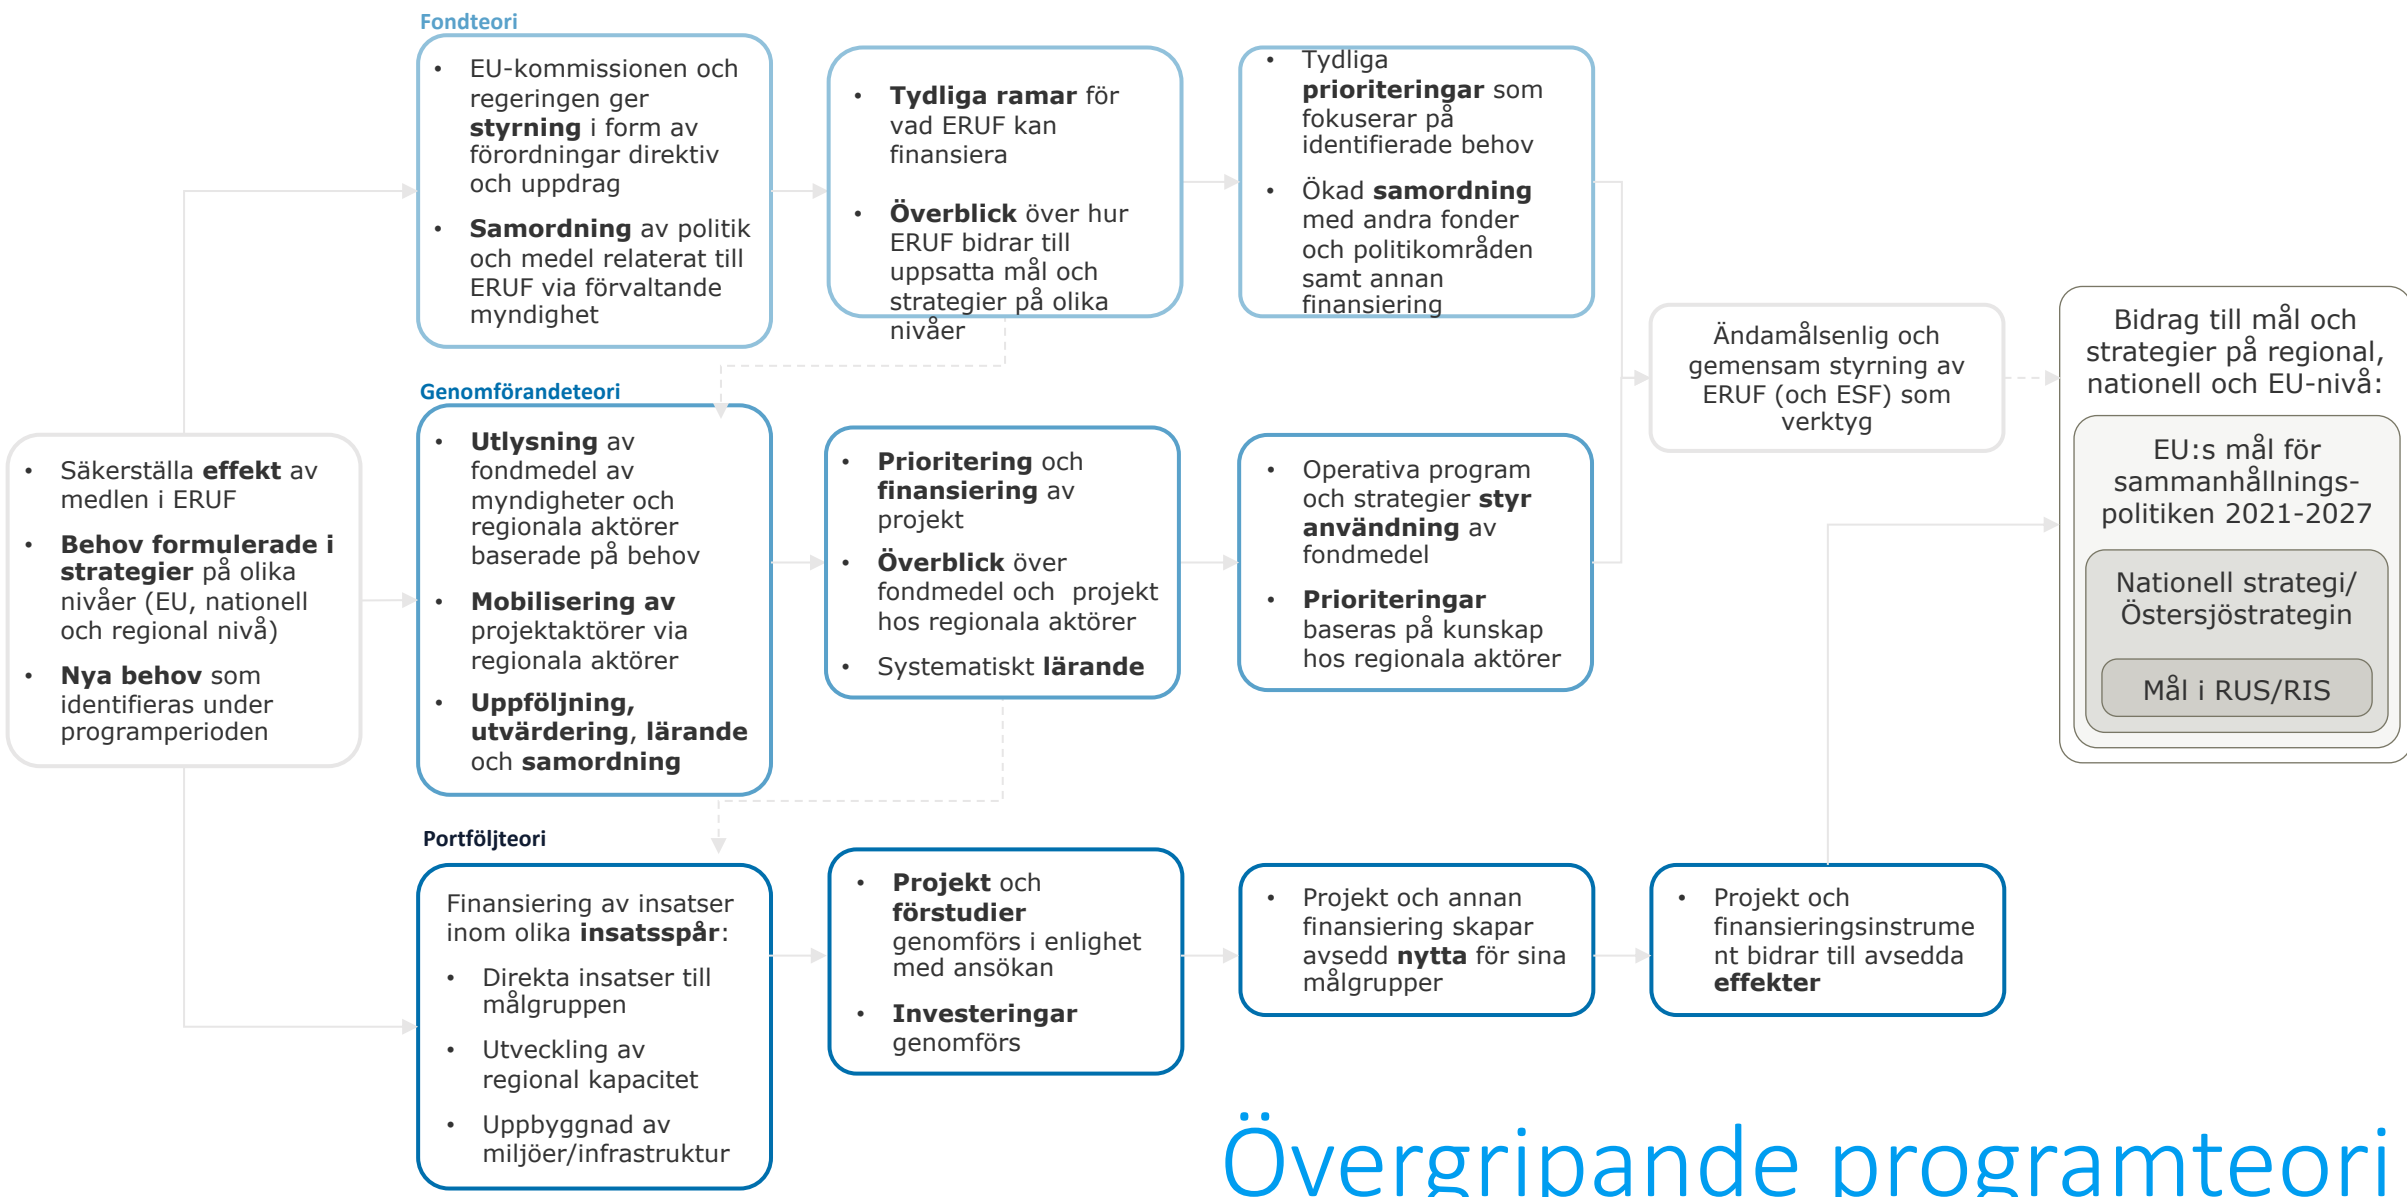 Fondteori
• EU-kommissionen och
regeringen ger
styrning i form av
förordningar direktiv
och uppdrag
• Samordning av politik
och medel relaterat till
ERUF via förvaltande
myndighet
• Tydliga ramar för
vad ERUF kan
finansiera
• Överblick över hur
ERUF bidrar till
uppsatta mål och
strategier på olika
nivåer
• Tydliga
prioriteringar som
fokuserar på
identifierade behov
• Ökad samordning
med andra fonder
och politikområden
samt annan
finansiering
Ändamålsenlig och
gemensam styrning av
ERUF (och ESF) som
verktyg
Bidrag till mål och
strategier på regional,
nationell och EU-nivå:
EU:s mål för
sammanhållnings-
politiken 2021-2027
Nationell strategi/
Östersjöstrategin
Mål i RUS/RIS
• Säkerställa effekt av
medlen i ERUF
• Behov formulerade i
strategier på olika
nivåer (EU, nationell
och regional nivå)
• Nya behov som
identifieras under
programperioden
Genomförandeteori
• Utlysning av
fondmedel av
myndigheter och
regionala aktörer
baserade på behov
• Mobilisering av
projektaktörer via
regionala aktörer
• Uppföljning,
utvärdering, lärande
och samordning
• Prioritering och
finansiering av
projekt
• Överblick över
fondmedel och  projekt
hos regionala aktörer
• Systematiskt lärande
• Operativa program
och strategier styr
användning av
fondmedel
• Prioriteringar
baseras på kunskap
hos regionala aktörer
Portföljteori
Finansiering av insatser
inom olika insatsspår:
• Direkta insatser till
målgruppen
• Utveckling av
regional kapacitet
• Uppbyggnad av
miljöer/infrastruktur
• Projekt och
förstudier
genomförs i enlighet
med ansökan
• Investeringar
genomförs
• Projekt och annan
finansiering skapar
avsedd nytta för sina
målgrupper
• Projekt och
finansieringsinstrume
nt bidrar till avsedda
effekter
Övergripande programteori